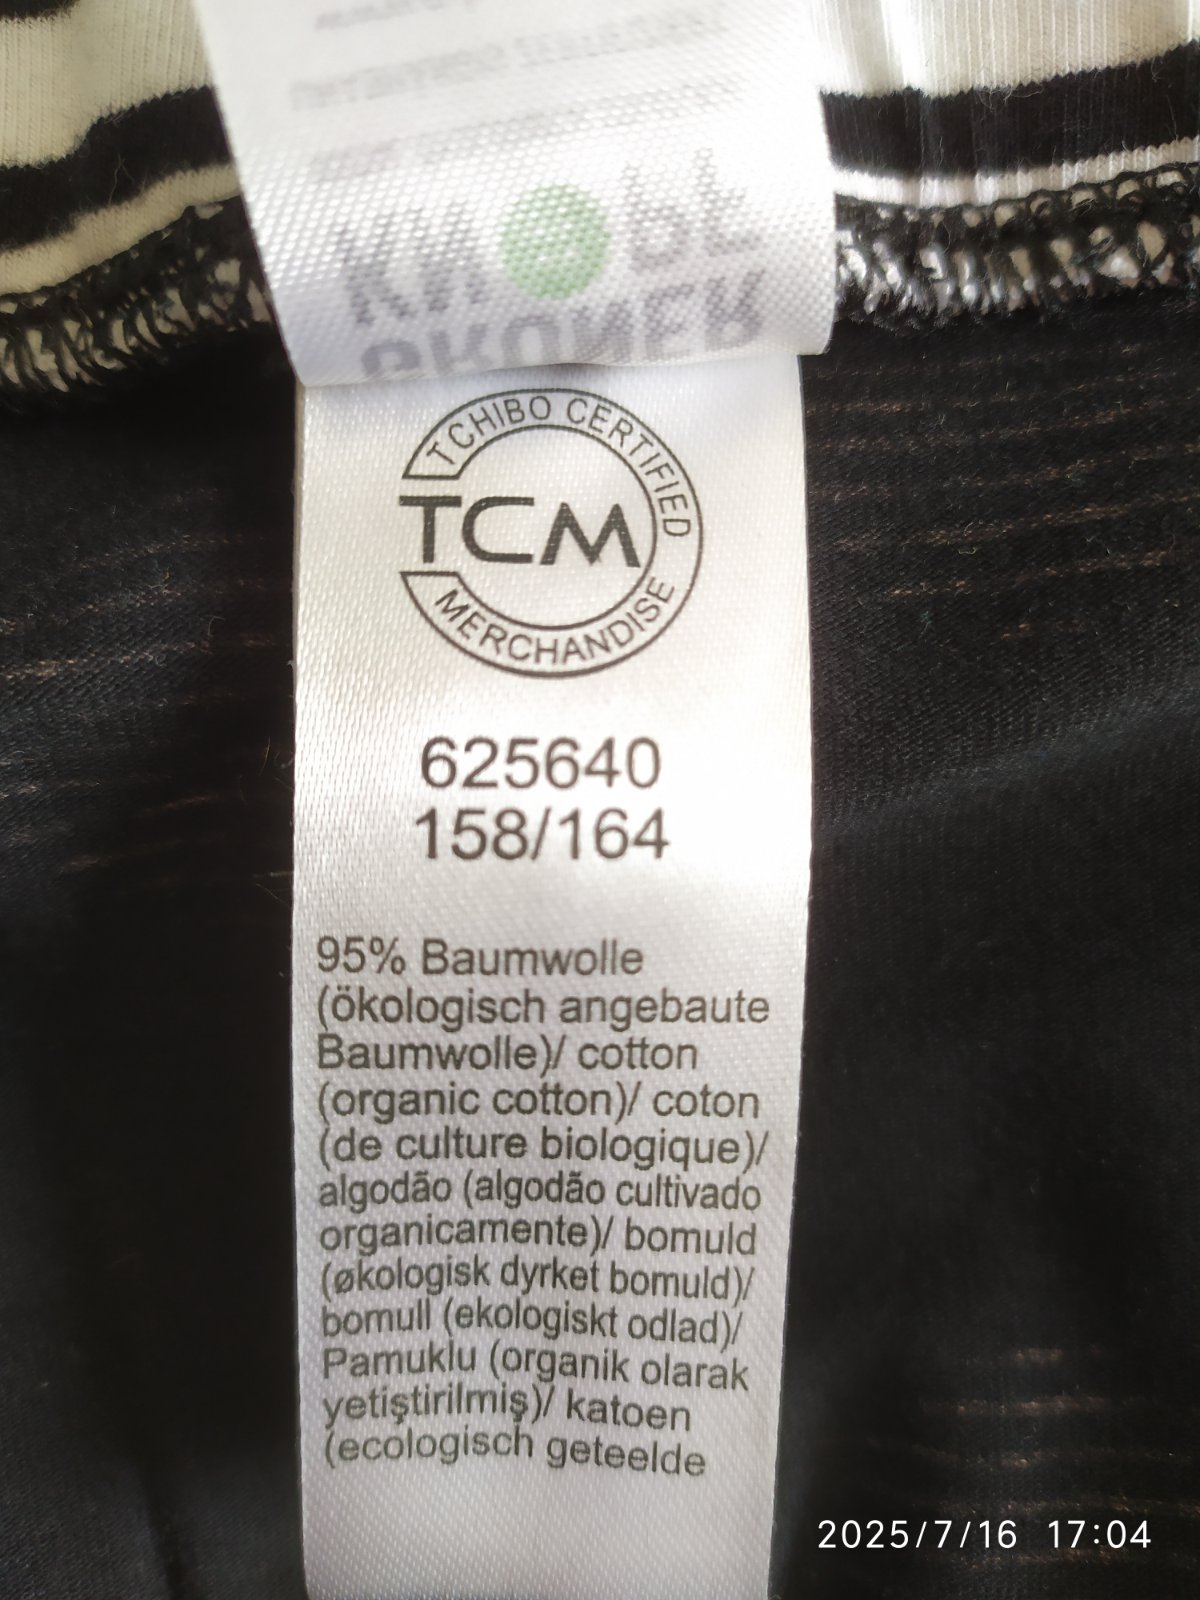 TCHIBO CERTIFIED
TCM
MERCHANDISE
625640
158/164
95% Baumwolle
(ökologisch angebaute
Baumwolle)/ cotton
(organic cotton)/ coton
(de culture biologique)/
algodão (algodão cultivado
organicamente)/ bomuld
(økologisk dyrket bomuld)/
bomull (ekologiskt odlad)/
Pamuklu (organik olarak
yetiştirilmiş)/ katoen
(ecologisch geteelde
2025/7/16 17:04